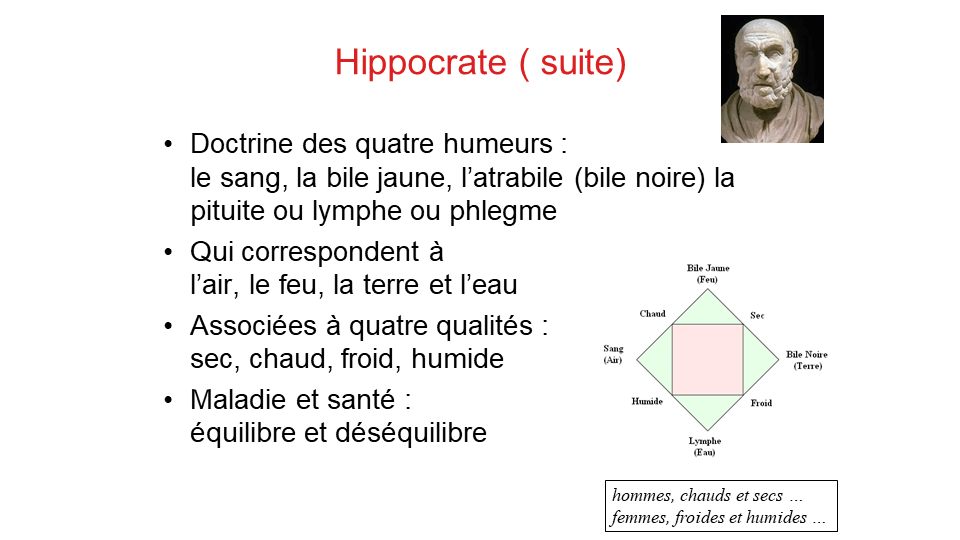 Hippocrate ( suite)
• Doctrine des quatre humeurs :
le sang, la bile jaune, l’atrabile (bile noire) la
pituite ou lymphe ou phlegme
• Qui correspondent à
l’air, le feu, la terre et l’eau
• Associées à quatre qualités :
sec, chaud, froid, humide
• Maladie et santé :
équilibre et déséquilibre
Bile Jaune
(Feu)
Chaud
Sec
Sang
(Air)
Bile Noire
(Terre)
Humide
Froid
Lymphe
(Eau)
hommes, chauds et secs …
femmes, froides et humides …